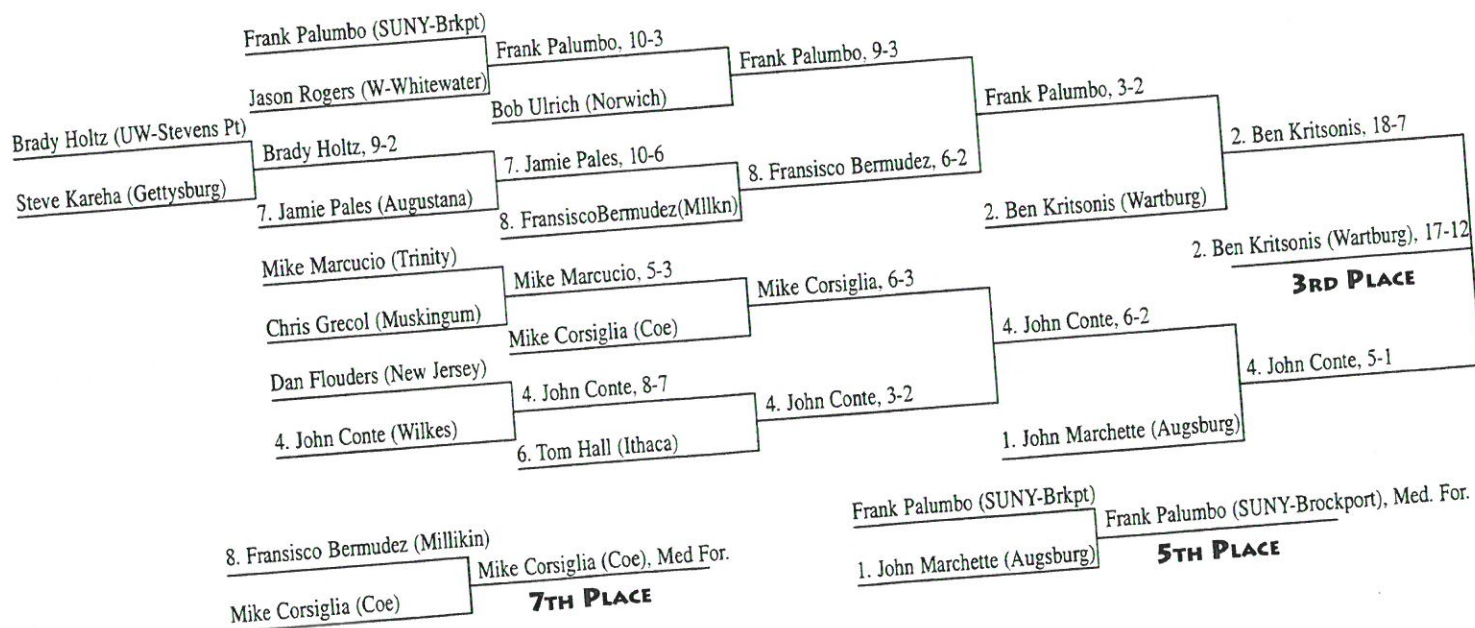 Frank Palumbo (SUNY-Brkpt)
Jason Rogers (W-Whitewater)
Brady Holtz (UW-Stevens Pt)
Steve Kareha (Gettysburg)
Brady Holtz, 9-2
7. Jamie Pales (Augustana)
Mike Marcucio (Trinity)
Chris Grecol (Muskingum)
Dan Flouders (New Jersey)
4. John Conte (Wilkes)
Frank Palumbo, 10-3
Bob Ulrich (Norwich)
7. Jamie Pales, 10-6
8. FransiscoBermudez(Mllkn)
Mike Marcucio, 5-3
Mike Corsiglia (Coe)
4. John Conte, 8-7
6. Tom Hall (Ithaca)
Frank Palumbo, 9-3
8. Fransisco Bermudez, 6-2
Mike Corsiglia, 6-3
4. John Conte, 3-2
Frank Palumbo, 3-2
2. Ben Kritsonis (Wartburg)
4. John Conte, 6-2
1. John Marchette (Augsburg)
2. Ben Kritsonis, 18-7
4. John Conte, 5-1
2. Ben Kritsonis (Wartburg), 17-12
3RD PLACE
8. Fransisco Bermudez (Millikin)
Mike Corsiglia (Coe)
Mike Corsiglia (Coe), Med For.
7TH PLACE
Frank Palumbo (SUNY-Brkpt)
1. John Marchette (Augsburg)
Frank Palumbo (SUNY-Brockport), Med. For.
5TH PLACE